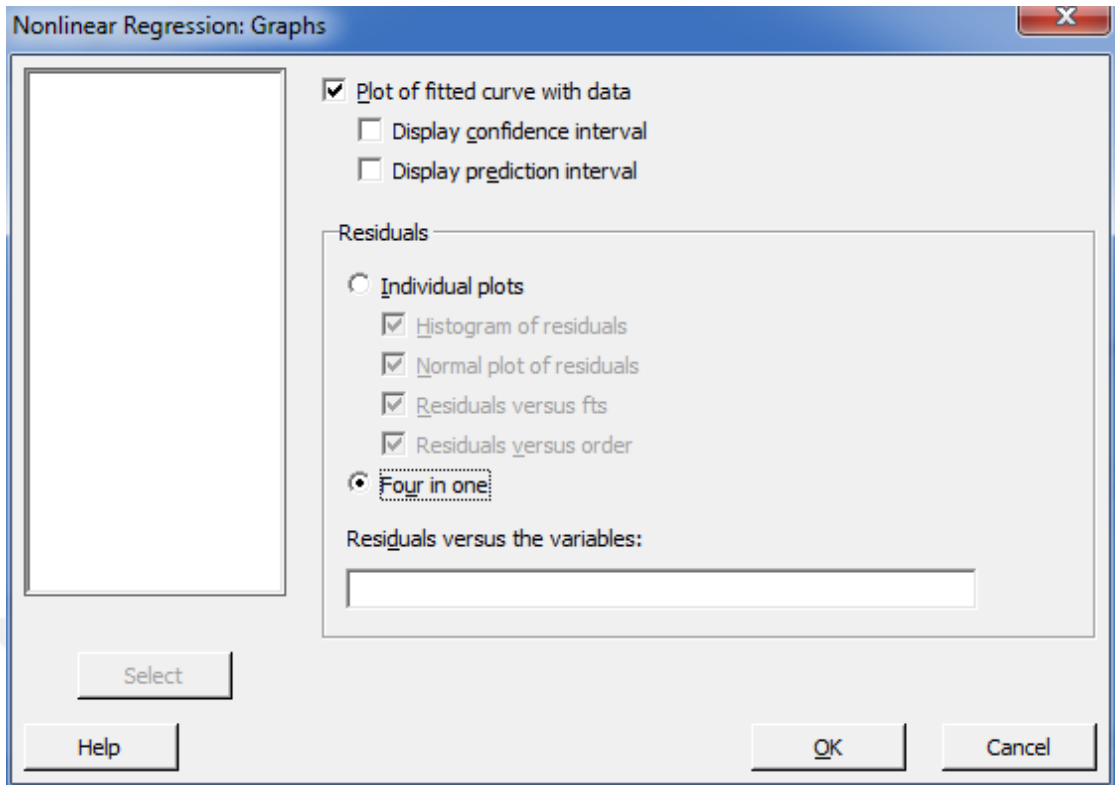 Nonlinear Regression: Graphs
x
Plot of fitted curve with data
Display confidence interval
Display prediction interval
Residuals
Individual plots
Histogram of residuals
Normal plot of residuals
Residuals versus fts
Residuals versus order
Four in one
Residuals versus the variables:
Select
Help
OK
Cancel